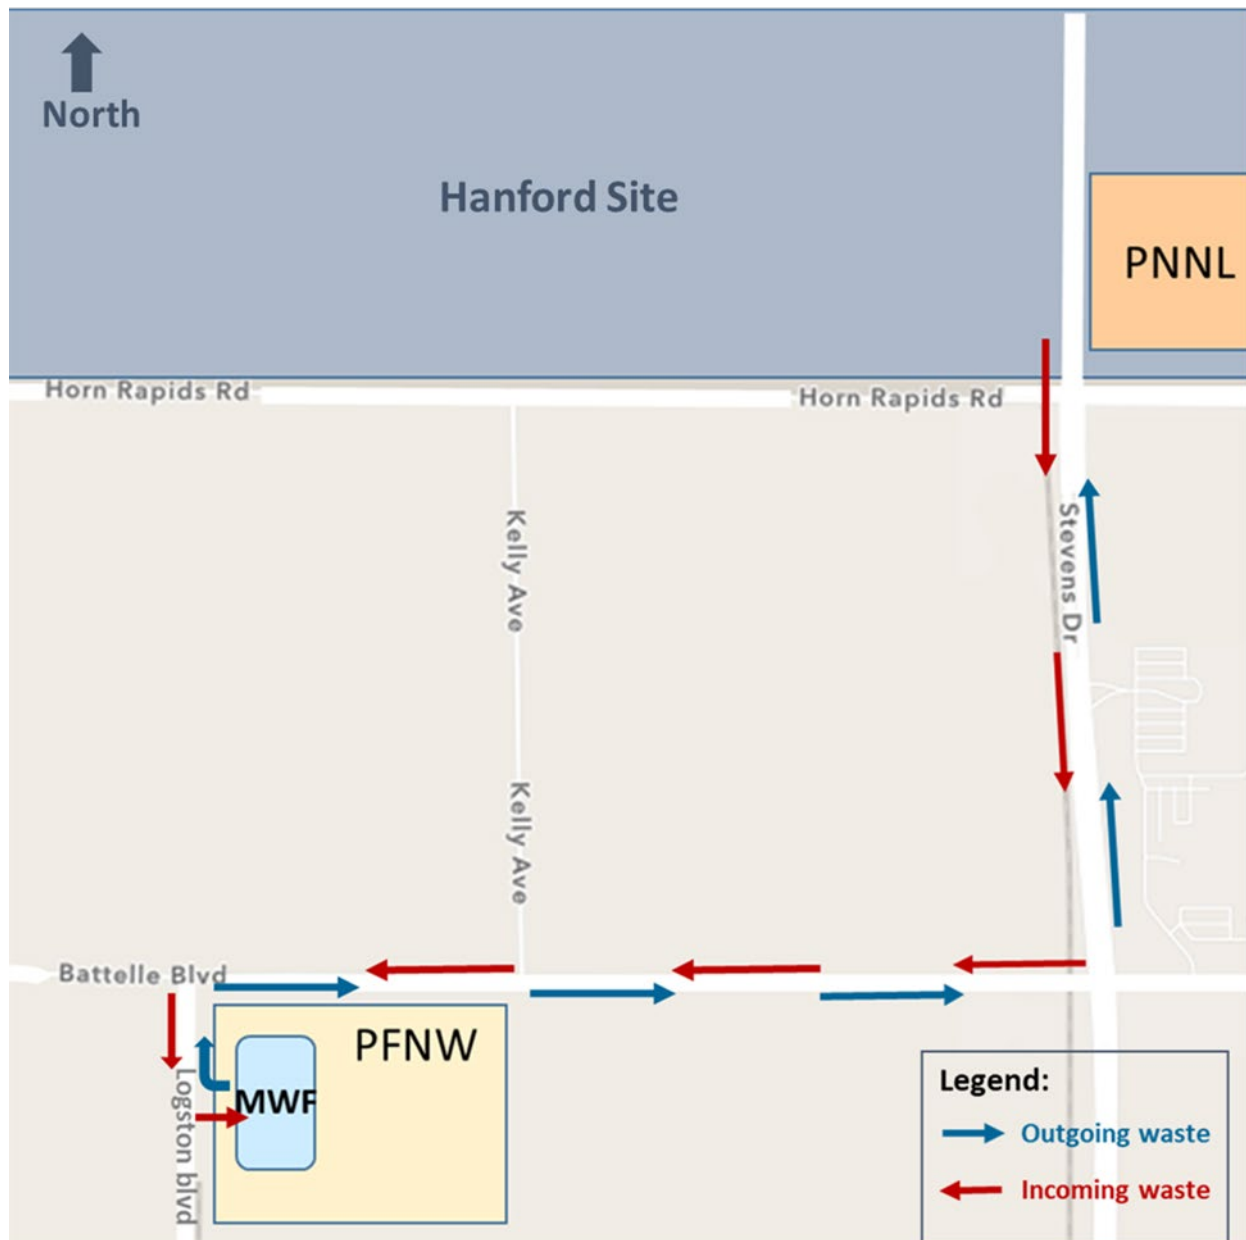 North
Hanford Site
PNNL
Horn Rapids Rd
Horn Rapids Rd
Kelly Ave
Stevens Dr
Kelly Ave
Battelle Blvd
PFNW
MWF
Logston blvd
Legend:
Outgoing waste
Incoming waste